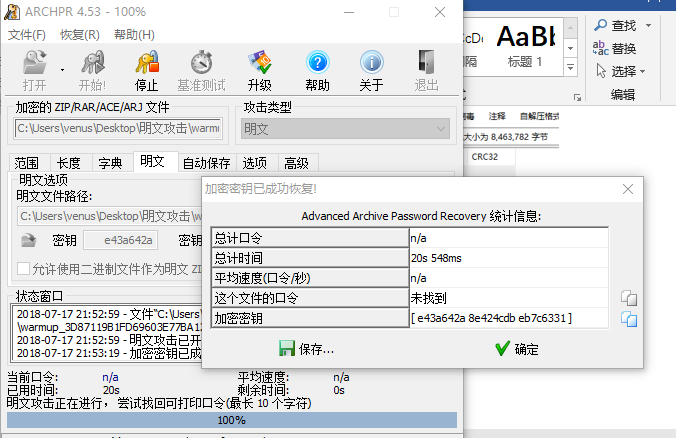 ARCHPR 4.53 - 100%
文件(F) 恢复(R) 帮助(H)
打开 开始! 停止 基准测试 升级 帮助 关于 退出
加密的 ZIP/RAR/ACE/ARJ 文件
攻击类型
C:\Users\venus\Desktop\明文攻击\warmu
明文
范围 长度 字典 明文 自动保存 选项 高级
明文选项
明文文件路径:
C:\Users\venus\Desktop\明文攻击\warm
密钥 e43a642a 密钥
允许使用二进制文件作为明文 ZI
状态窗口
2018-07-17 21:52:59 - 文件"C:\Users\
\warmup_3D87119B1FD69603E77BA12
2018-07-17 21:52:59 - 明文攻击已开
2018-07-17 21:53:19 - 加密密钥已成
当前口令: n/a 平均速度: n/a
已用时间: 20s 剩余时间: 0s
明文攻击正在进行，尝试找回可打印口令(最长 10 个字符)
100%
加密密钥已成功恢复!
Advanced Archive Password Recovery 统计信息:
总计口令 n/a
总计时间 20s 548ms
平均速度(口令/秒) n/a
这个文件的口令 未找到
加密密钥 [ e43a642a 8e424cdb eb7c6331 ]
保存... 确定
AaBb
标题 1
查找
替换
选择
编辑
注释 自解压格式
大小为 8,463,782 字节
CRC32